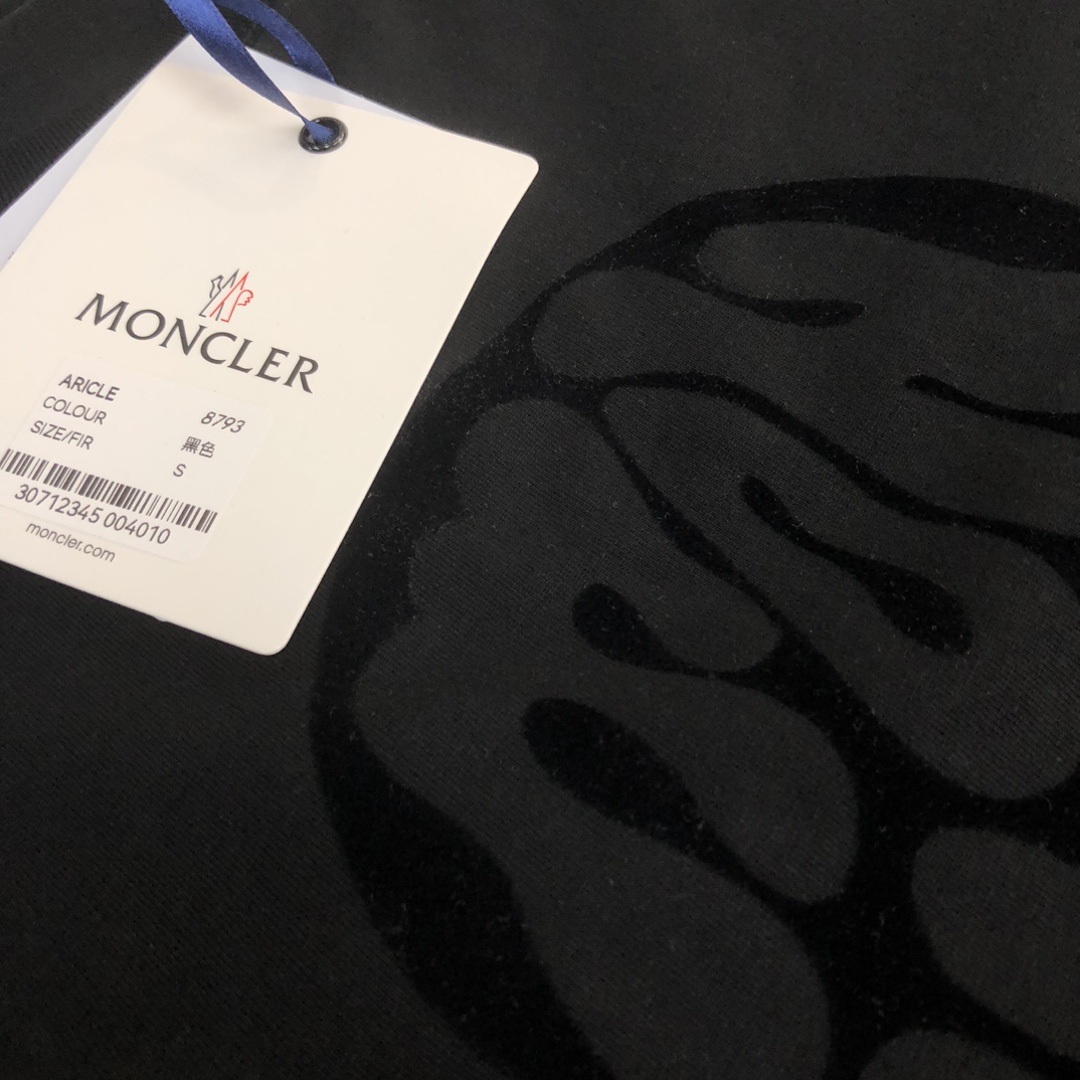 MONCLER
ARICLE 8793
COLOUR 黑色
SIZE/FIR S
30712345 004010
moncler.com